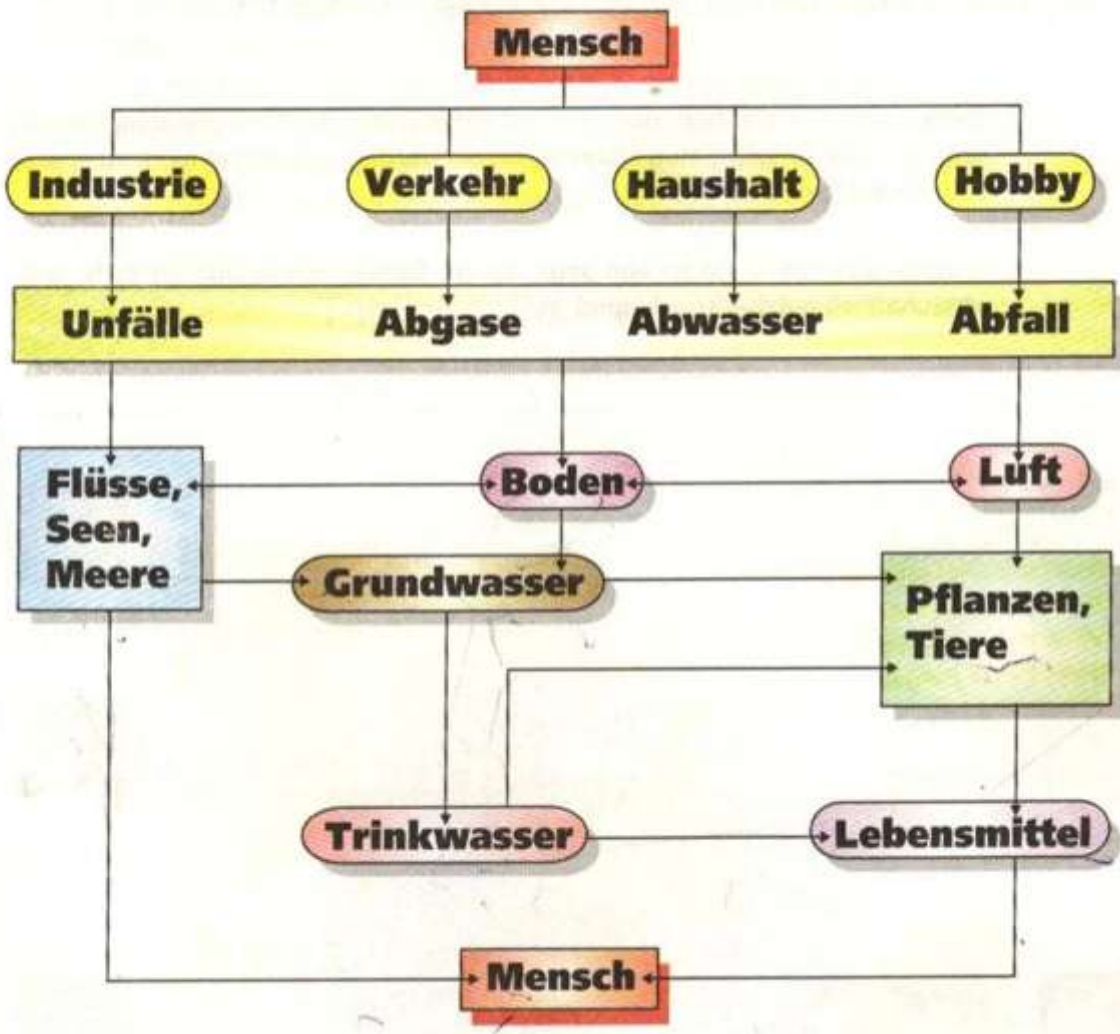 Mensch
Industrie Verkehr Haushalt Hobby
Unfälle Abgase Abwasser Abfall
Flüsse,
Seen,
Meere
Boden
Luft
Grundwasser
Pflanzen,
Tiere
Trinkwasser
Lebensmittel
Mensch